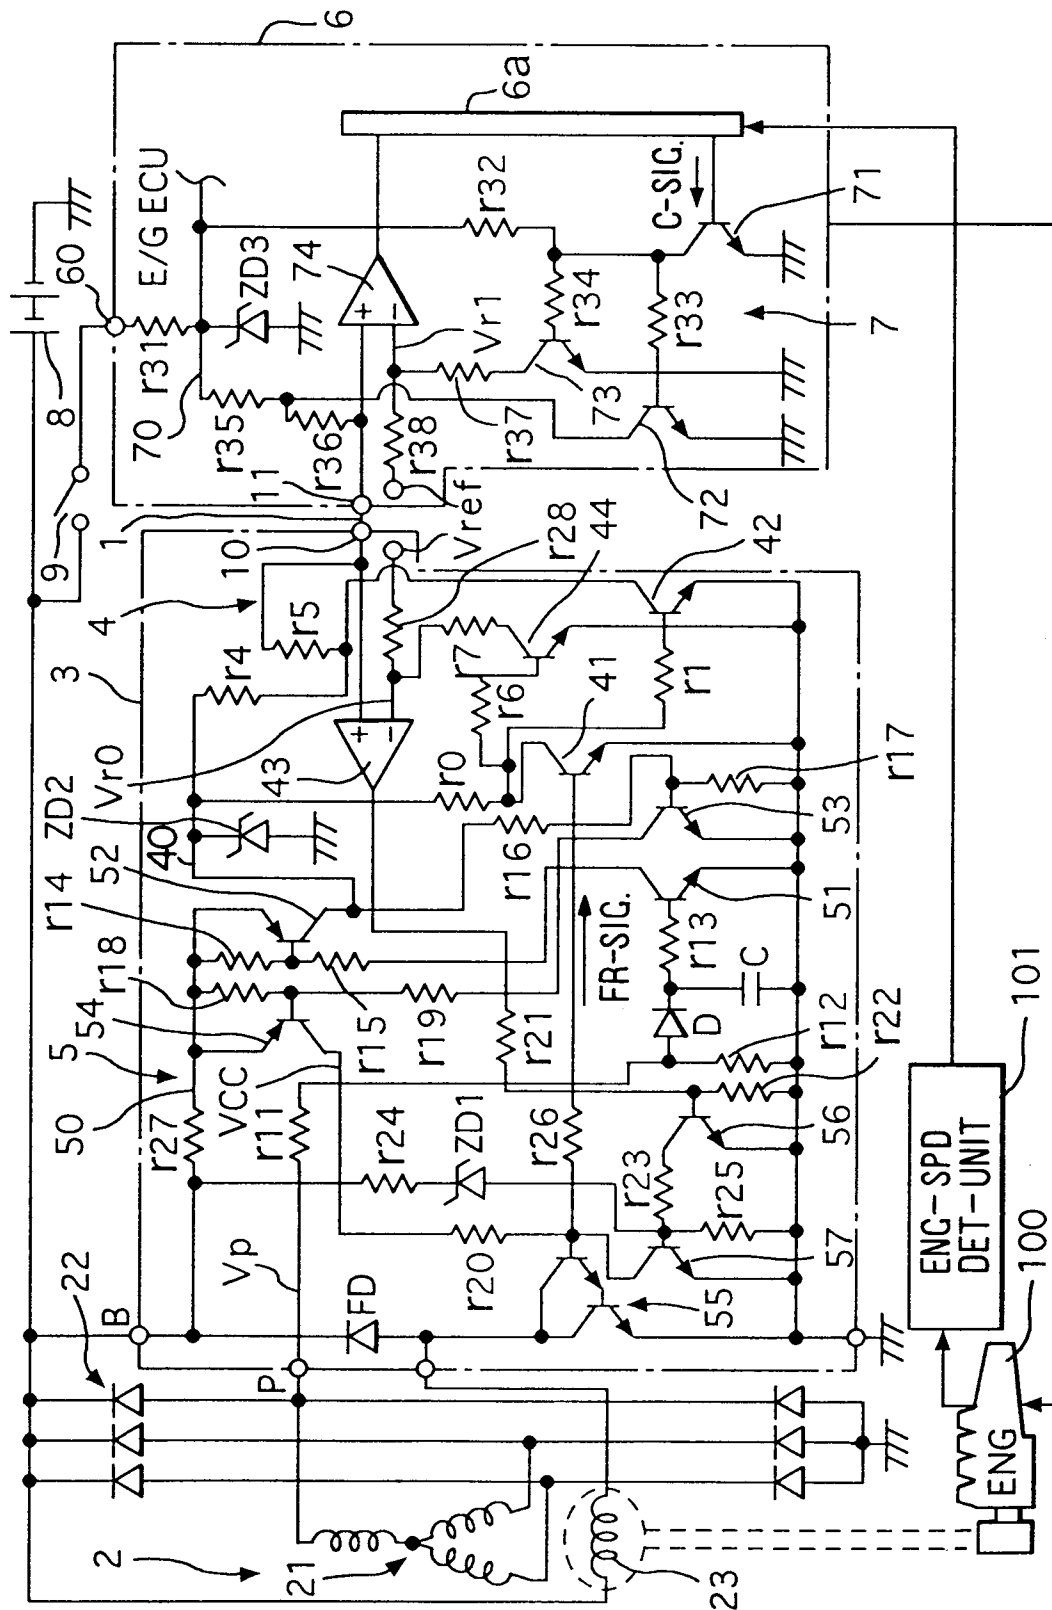 6
6a
60
E/G ECU
r31
ZD3
74
8
70
r35
r36
r32
C-SIG.
71
Vr1
r34
r33
7
9
11
r38
r37
73
Vref
72
1
10
Vref
r28
44
42
4
r5
3
r4
r7
r6
41
r1
Vr0
43
r0
ZD2
40
r16
r17
53
52
r14
r18
r15
r19
r21
FR-SIG.
r13
51
C
D
r12
r22
54
5
VCC
50
r27
r11
r24
ZD1
r26
r23
r25
56
57
Vp
r20
55
22
B
FD
P
2
21
23
ENG-SPD
DET-UNIT
101
100
ENG